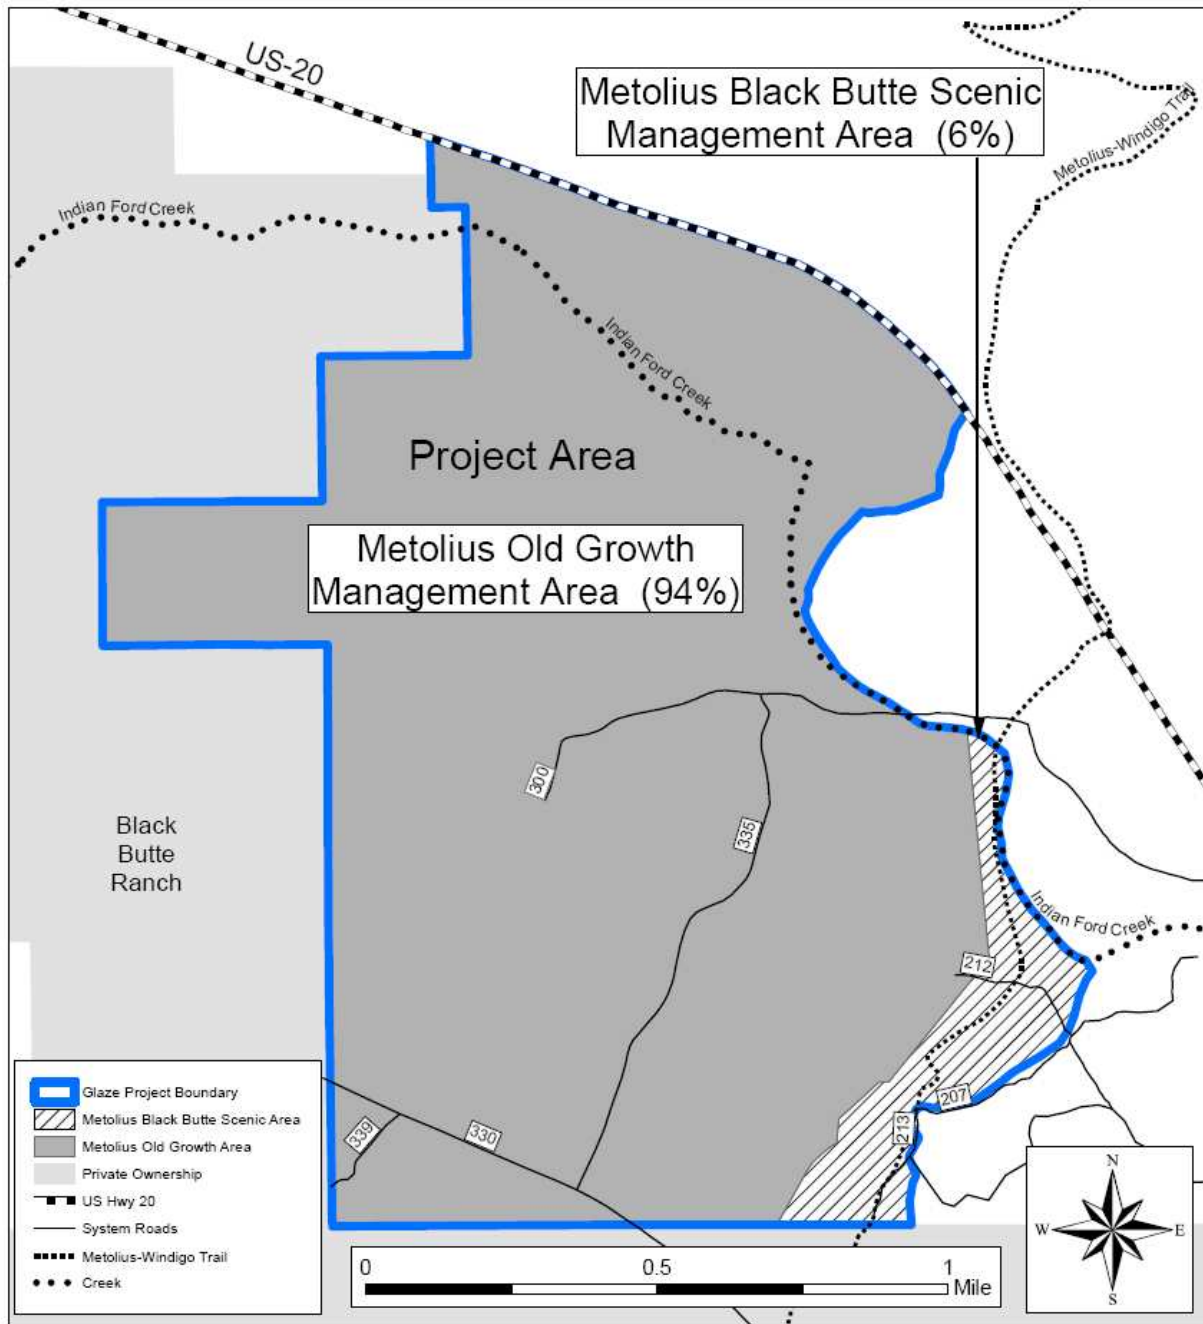 US-20
Metolius Black Butte Scenic
Management Area (6%)
Metolius-Windigo Trail
Indian Ford Creek
Indian Ford Creek
Project Area
Metolius Old Growth
Management Area (94%)
300
335
Black
Butte
Ranch
Indian Ford Creek
212
207
213
339
330
Glaze Project Boundary
Metolius Black Butte Scenic Area
Metolius Old Growth Area
Private Ownership
US Hwy 20
System Roads
Metolius-Windigo Trail
Creek
0 0.5 1
Mile
N
W E
S